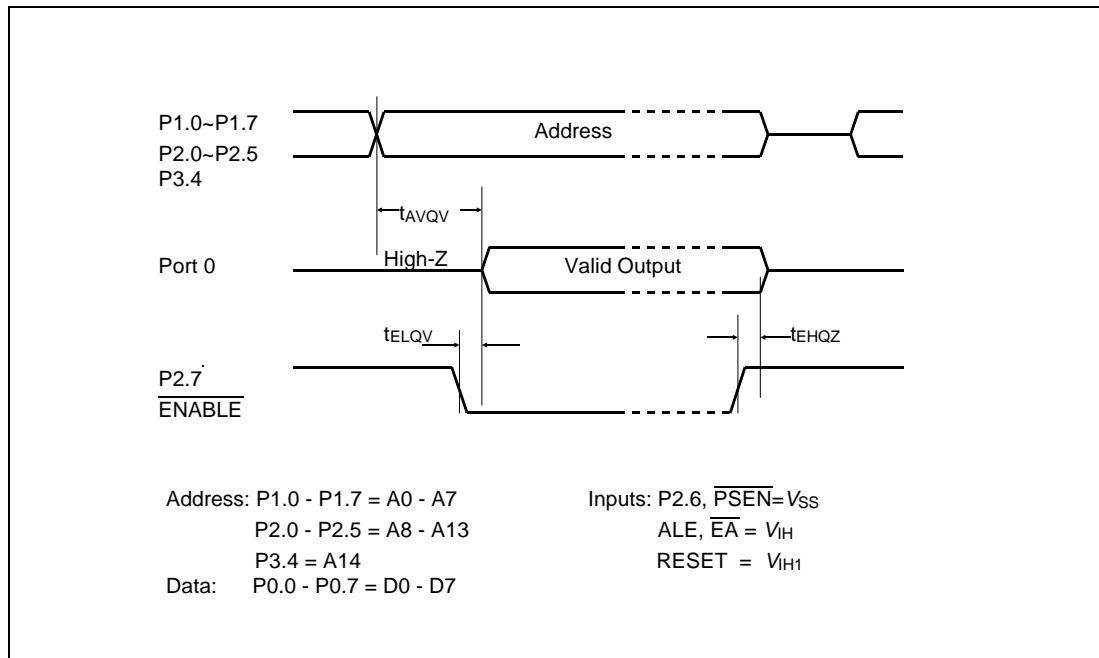 P1.0~P1.7
P2.0~P2.5
P3.4
Address
tAVQV
Port 0
High-Z
Valid Output
tELQV
tEHQZ
P2.7
ENABLE
Address: P1.0 - P1.7 = A0 - A7
P2.0 - P2.5 = A8 - A13
P3.4 = A14
Data: P0.0 - P0.7 = D0 - D7
Inputs: P2.6, PSEN=VSS
ALE, EA = VIH
RESET = VIH1